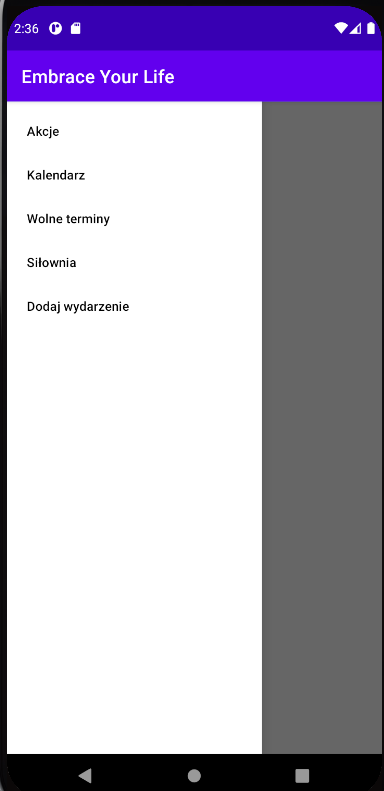 2:36
Embrace Your Life
Akcje
Kalendarz
Wolne terminy
Siłownia
Dodaj wydarzenie